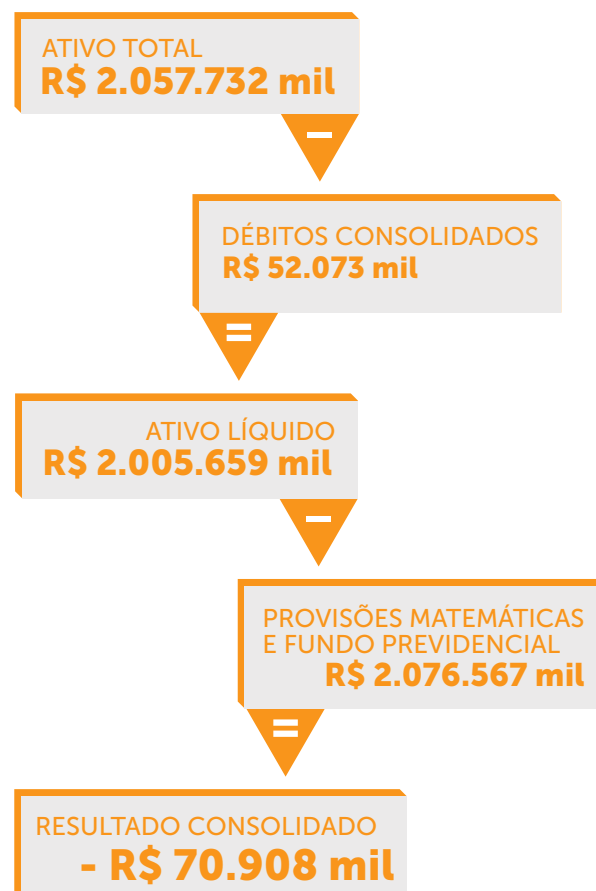 ATIVO TOTAL
R$ 2.057.732 mil
–
DÉBITOS CONSOLIDADOS
R$ 52.073 mil
=
ATIVO LÍQUIDO
R$ 2.005.659 mil
–
PROVISÕES MATEMÁTICAS
E FUNDO PREVIDENCIAL
R$ 2.076.567 mil
=
RESULTADO CONSOLIDADO
- R$ 70.908 mil